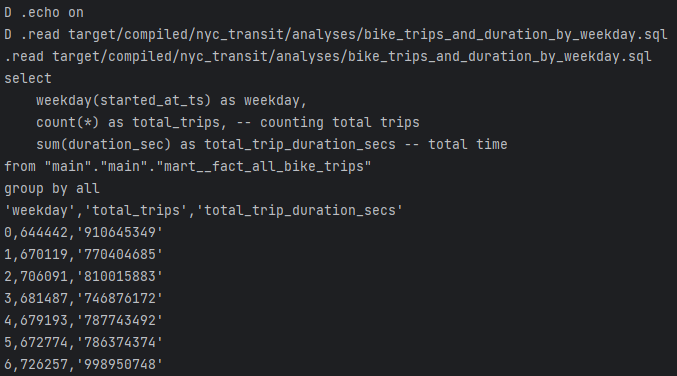 D .echo on
D .read target/compiled/nyc_transit/analyses/bike_trips_and_duration_by_weekday.sql
.read target/compiled/nyc_transit/analyses/bike_trips_and_duration_by_weekday.sql
select
    weekday(started_at_ts) as weekday,
    count(*) as total_trips, -- counting total trips
    sum(duration_sec) as total_trip_duration_secs -- total time
from "main"."main"."mart__fact_all_bike_trips"
group by all
'weekday','total_trips','total_trip_duration_secs'
0,644442,'910645349'
1,670119,'770404685'
2,706091,'810015883'
3,681487,'746876172'
4,679193,'787743492'
5,672774,'786374374'
6,726257,'998950748'